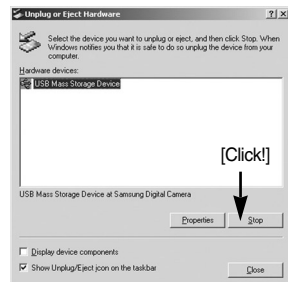 Unplug or Eject Hardware
Select the device you want to unplug or eject, and then click Stop. When
Windows notifies you that it is safe to do so unplug the device from your
computer.
Hardware devices:
USB Mass Storage Device
[Click!]
USB Mass Storage Device at Samsung Digital Camera
Properties
Stop
Display device components
Show Unplug/Eject icon on the taskbar
Close